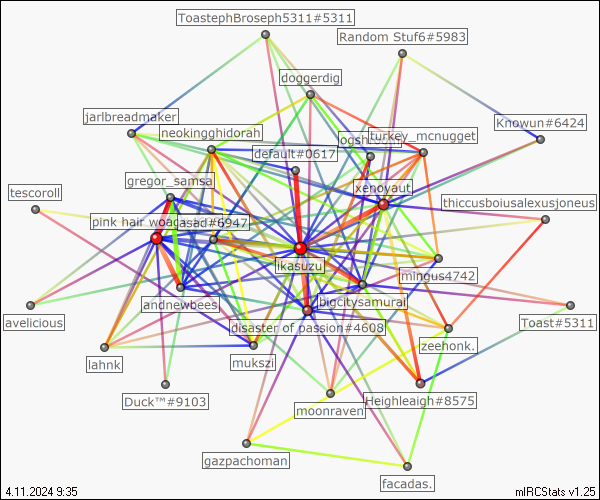 ToastephBroseph5311#5311
Random Stuf6#5983
doggerdig
jarlbreadmaker
Knowun#6424
neokingghidorah
turkey_mcnugget
default#0617
gregor_samsa
xenoyaut
tescoroll
thiccusboiusalexusjoneus
pink hair
asad#6947
ikasuzu
mingus4742
andnewbees
bigcitysamurai
avelicious
disaster of passion#4608
Toast#5311
zeehonk.
lahnk
mukszi
Duck™#9103
moonraven
Heighleaigh#8575
gazpachoman
facadas.
4.11.2024 9:35
mIRCStats v1.25